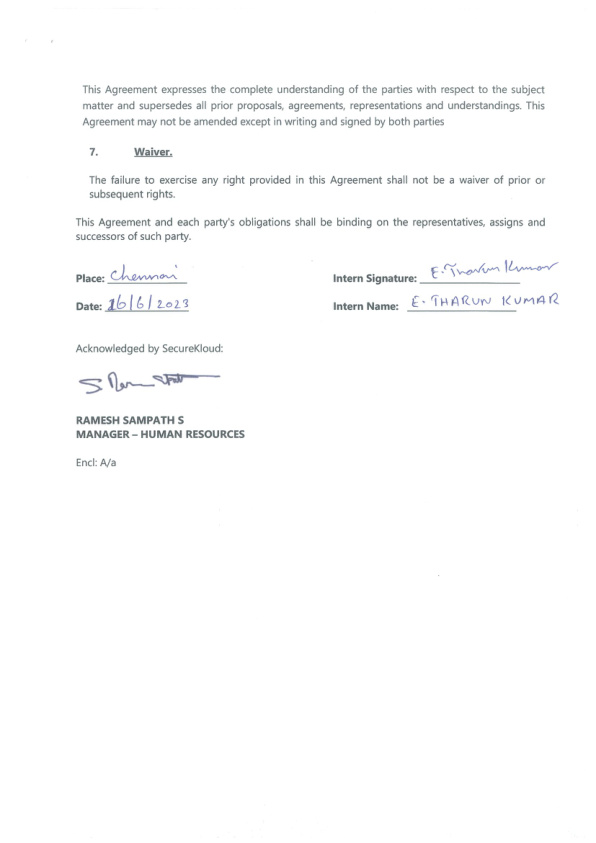 This Agreement expresses the complete understanding of the parties with respect to the subject
matter and supersedes all prior proposals, agreements, representations and understandings. This
Agreement may not be amended except in writing and signed by both parties
7. Waiver.
The failure to exercise any right provided in this Agreement shall not be a waiver of prior or
subsequent rights.
This Agreement and each party's obligations shall be binding on the representatives, assigns and
successors of such party.
Place: Chennai Intern Signature: E. Tharun Kumar
Date: 16/6/2023 Intern Name: E. THARUN KUMAR
Acknowledged by SecureKloud:
RAMESH SAMPATH S
MANAGER – HUMAN RESOURCES
Encl: A/a